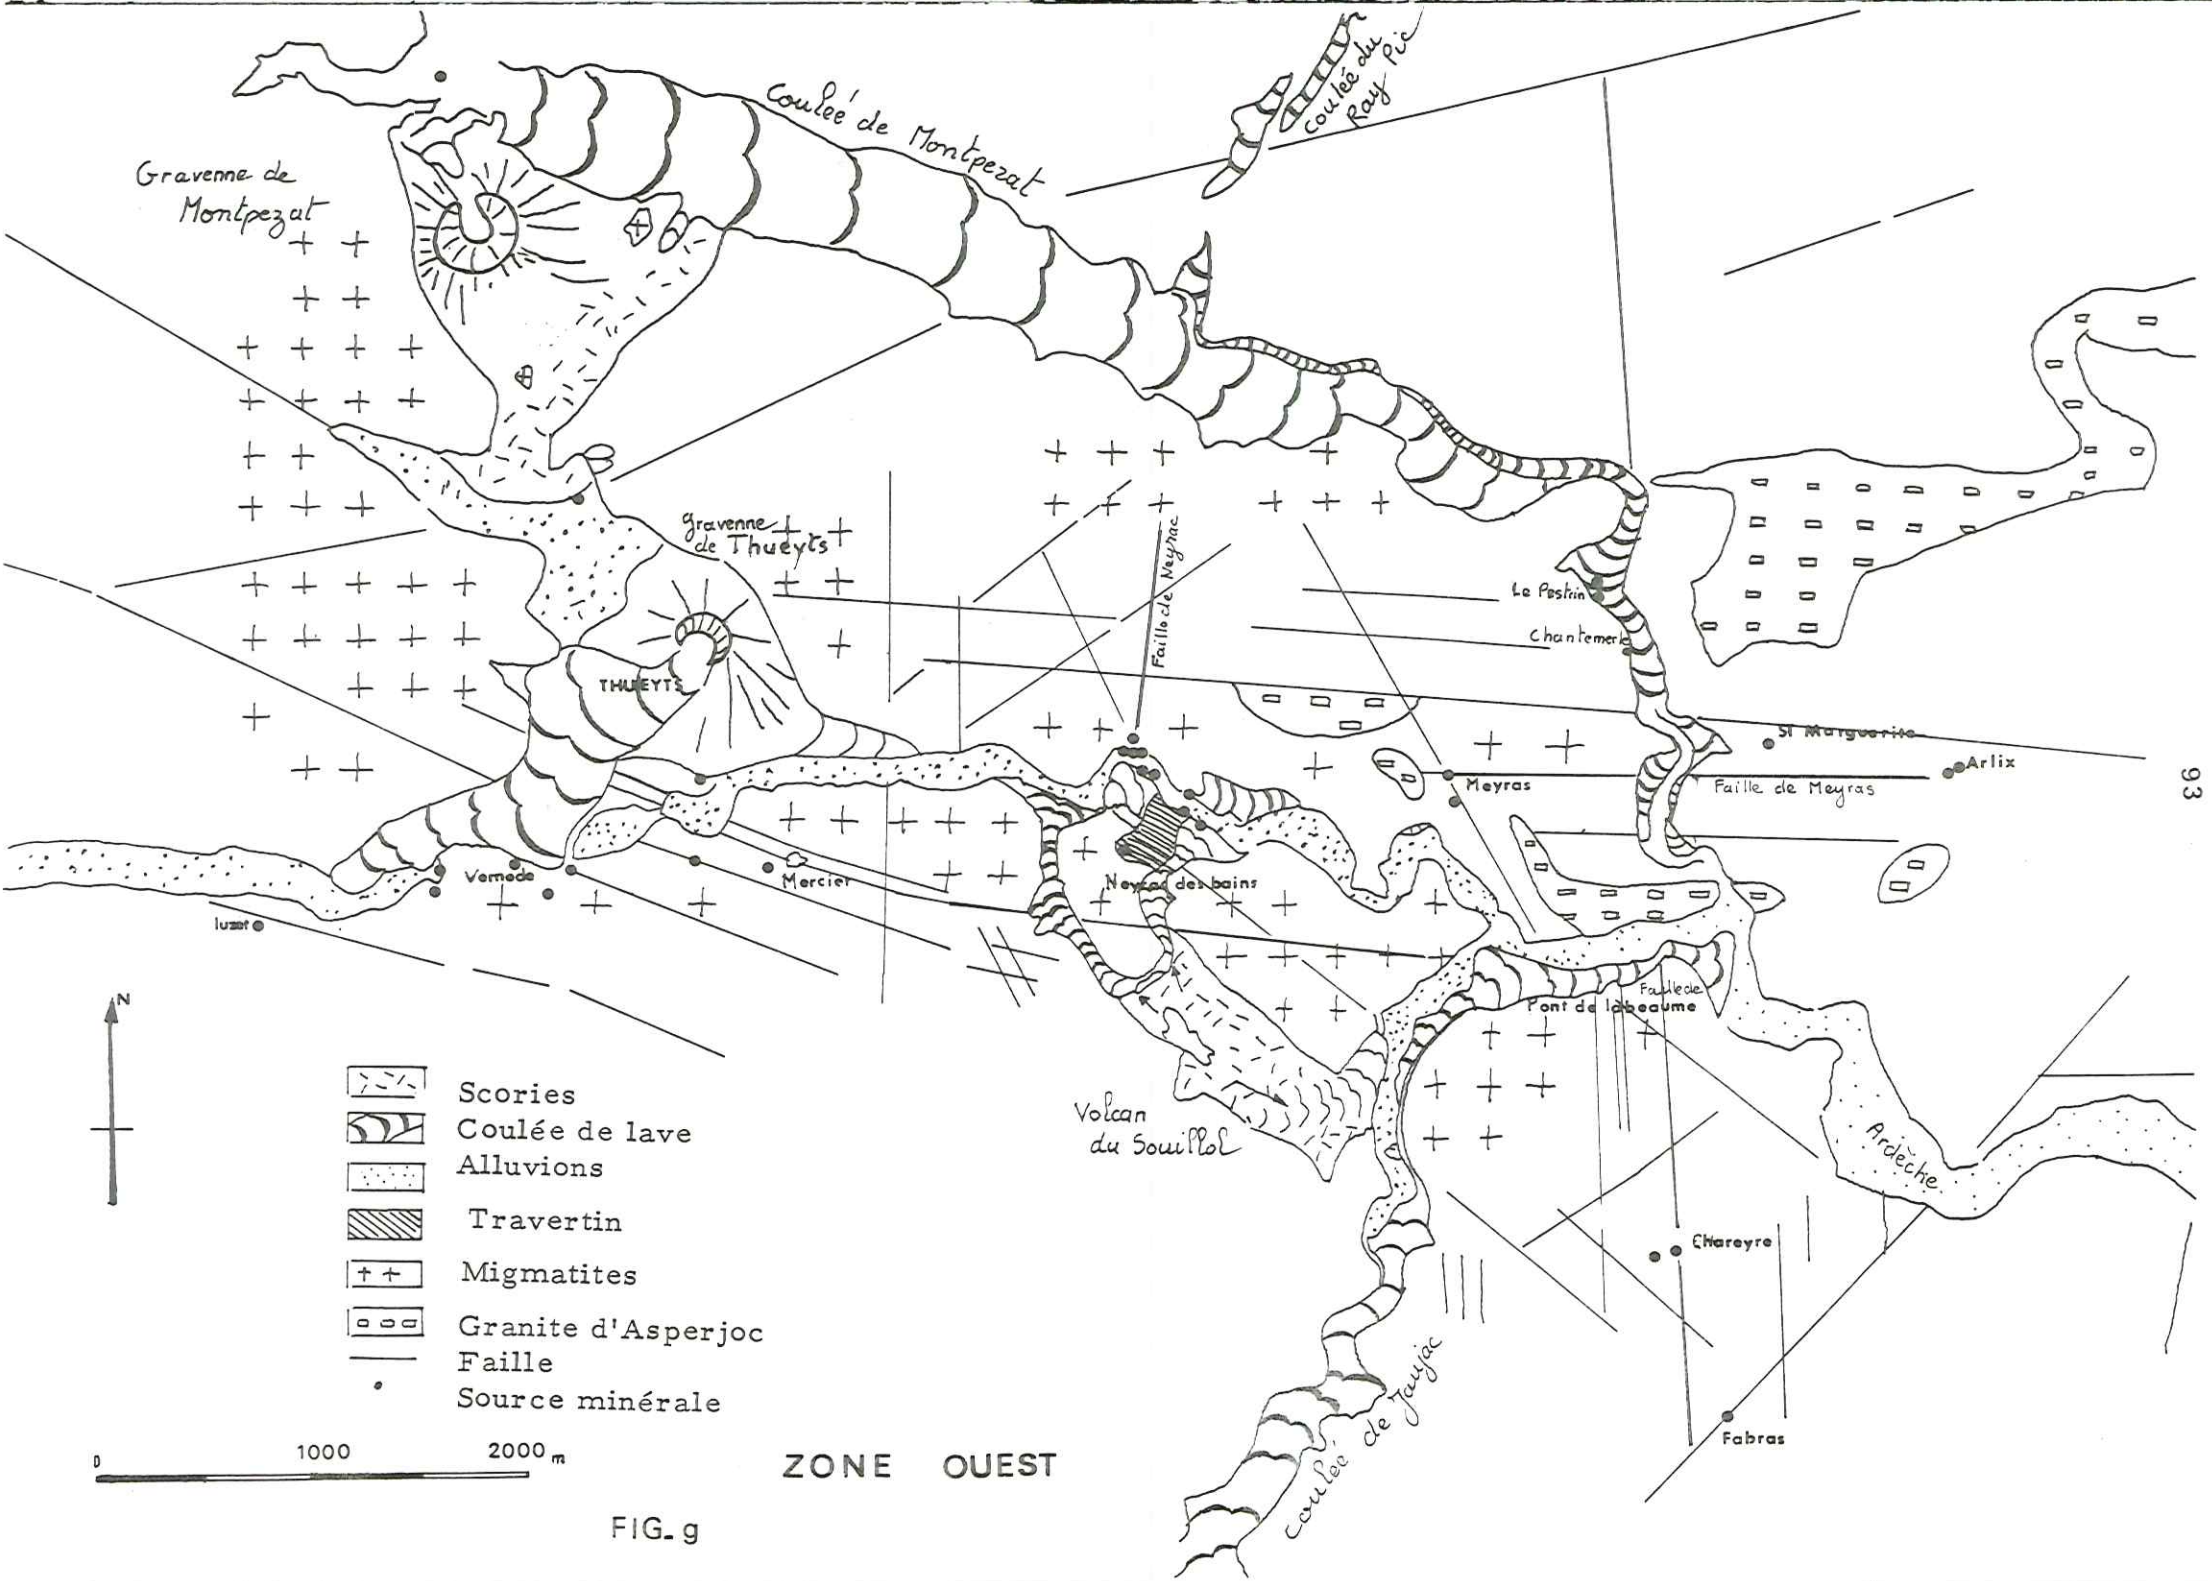 Coulée du
Ray Pic
Couleé de Montpezat
Gravenne de
Montpezat
gravenne
de Thueyts
Faille de Neyrac
Le Pestrin
Chantemerle
THUEYTS
St Marguerite
Arlix
Meyras
Faille de Meyras
93
Vernede
Mercier
Neyrac des bains
luzet
Faille de
Pont de labeaume
N
Volcan
du Souillol
Ardèche
Scories
Coulée de lave
Alluvions
Travertin
Migmatites
Granite d'Asperjoc
Faille
Source minérale
Chareyre
Coulée de Jaujac
Fabras
0 1000 2000 m
ZONE OUEST
FIG. g